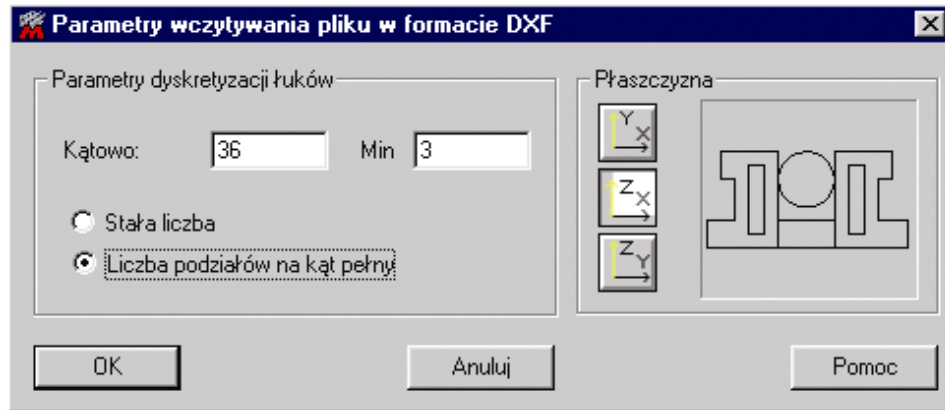 Parametry wczytywania pliku w formacie DXF
Parametry dyskretyzacji łuków
Kątowo: 36 Min 3
Stała liczba
Liczba podziałów na kąt pełny
Płaszczyzna
Y X
Z X
Z Y
OK Anuluj Pomoc